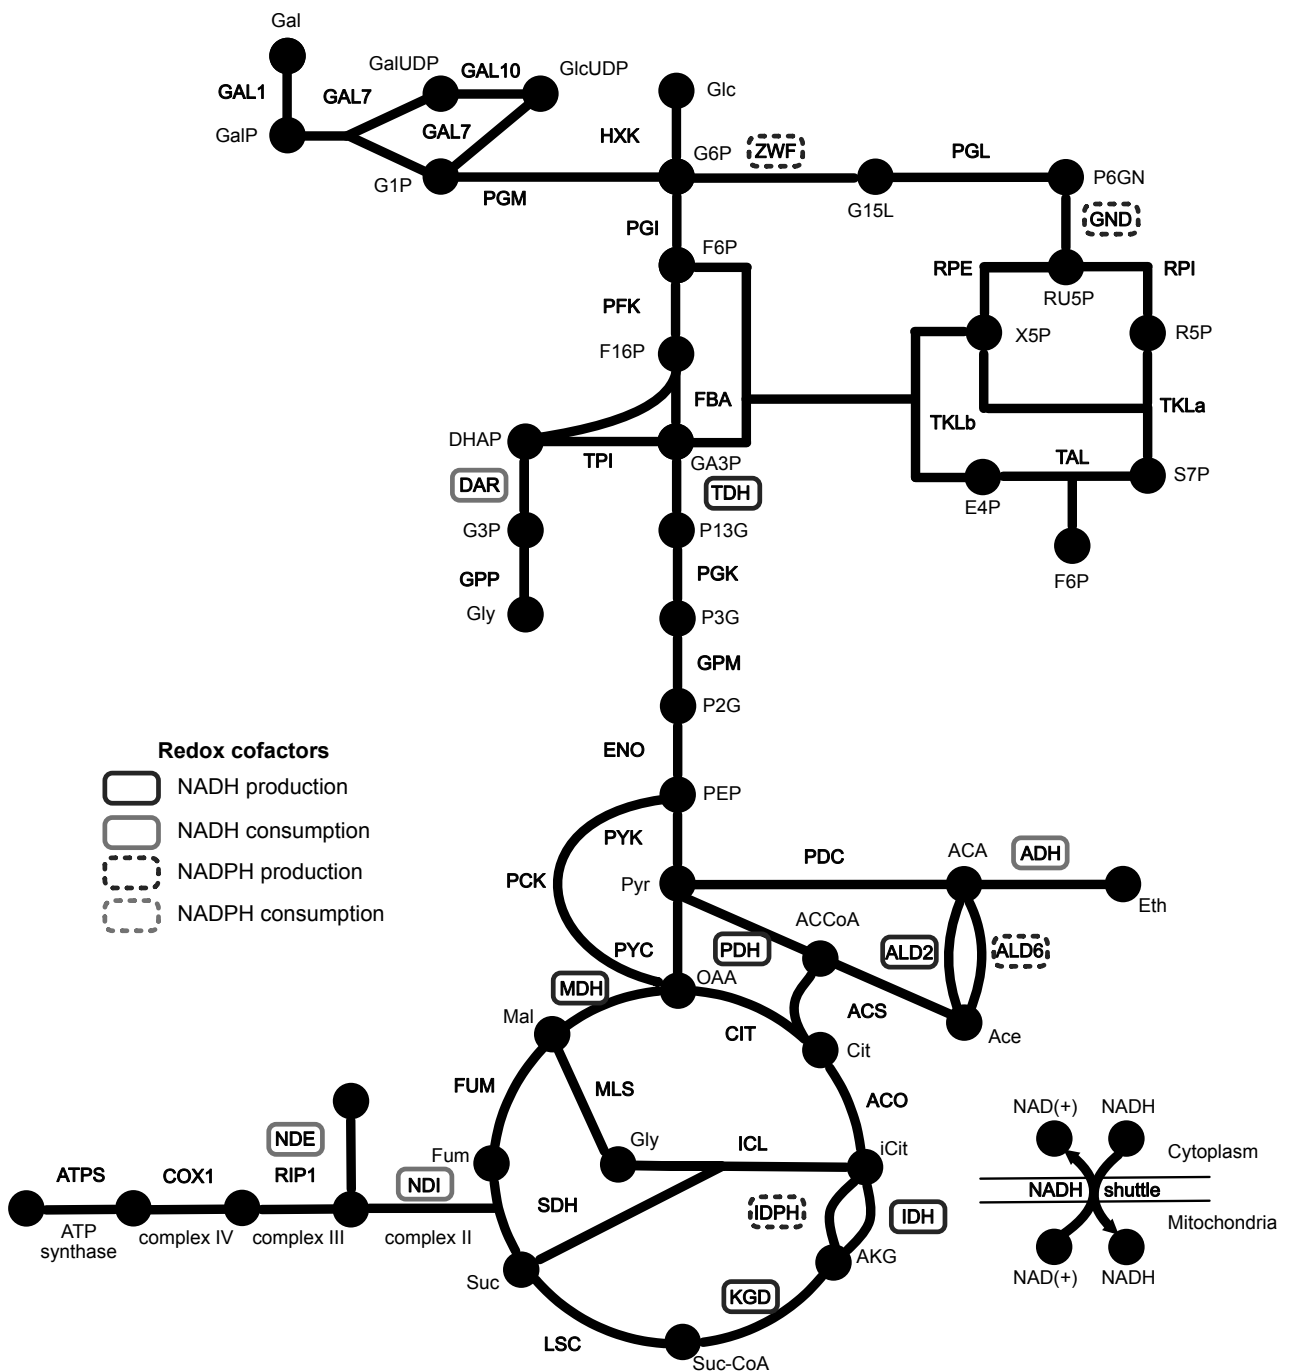 Gal
GalUDP
GAL10
GlcUDP
GAL1
GAL7
Glc
GalP
GAL7
HXK
G6P
ZWF
PGL
G1P
PGM
G15L
P6GN
GND
PGI
F6P
RPE
RPI
RU5P
PFK
X5P
R5P
F16P
FBA
TKLb
TKLa
DHAP
TPI
GA3P
TAL
DAR
TDH
S7P
E4P
G3P
P13G
F6P
PGK
GPP
Gly
P3G
GPM
P2G
Redox cofactors
ENO
NADH production
PEP
NADH consumption
PYK
NADPH production
PCK
Pyr
PDC
ACA
ADH
NADPH consumption
Eth
ACCoA
PYC
PDH
ALD2
ALD6
MDH
OAA
ACS
Mal
CIT
Cit
Ace
FUM
MLS
ACO
NAD(+)
NADH
NDE
Fum
Gly
ICL
iCit
Cytoplasm
ATPS
COX1
RIP1
NDI
SDH
IDPH
IDH
NADH
shuttle
ATP
synthase
complex IV
complex III
complex II
Mitochondria
Suc
AKG
NAD(+)
NADH
KGD
LSC
Suc-CoA